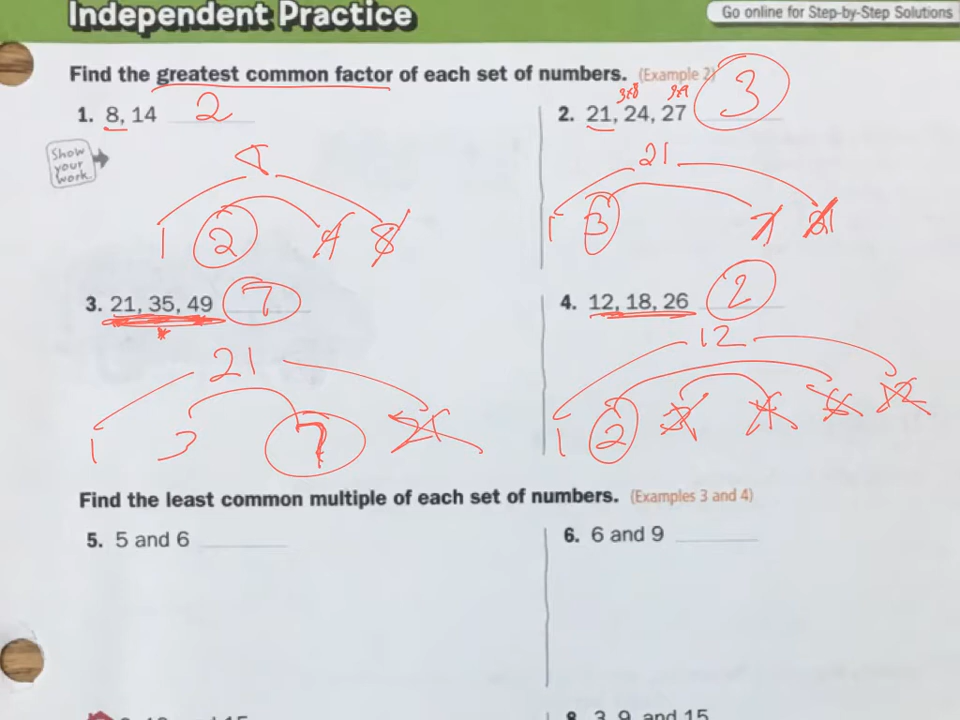 Independent Practice
Go online for Step-by-Step Solutions
Find the greatest common factor of each set of numbers. (Example 2)
1. 8, 14 2
3x8 3x9
2. 21, 24, 27 3
Show your work.
8
1 2 4 8
21
1 3 7 21
3. 21, 35, 49 7
4. 12, 18, 26 2
21
1 3 7 21
12
1 2 3 4 6 12
Find the least common multiple of each set of numbers. (Examples 3 and 4)
5. 5 and 6
6. 6 and 9
8. 3, 9, and 15